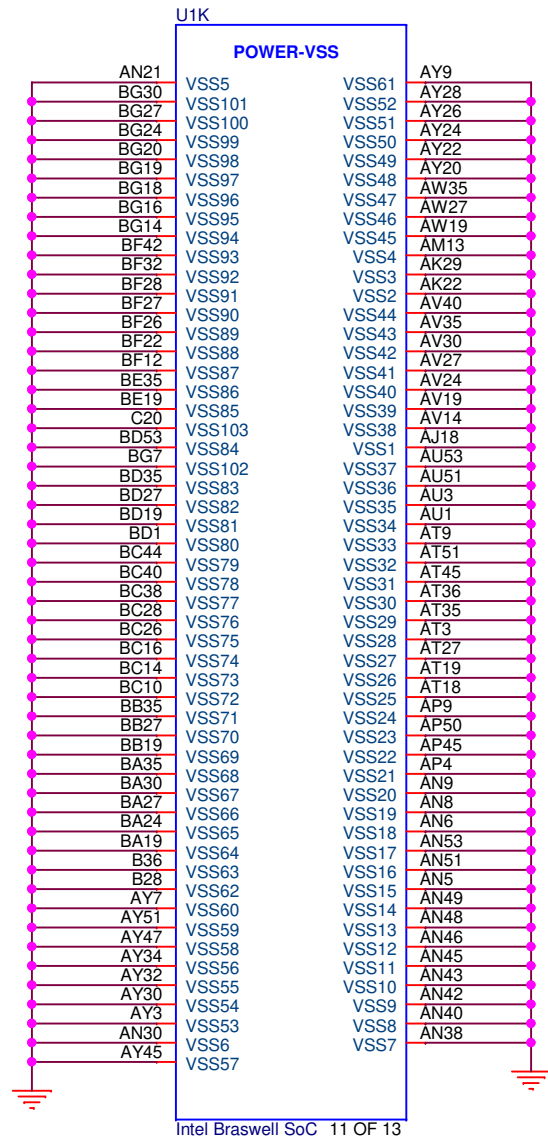 U1K
POWER-VSS
AN21 VSS5 VSS61 AY9
BG30 VSS101 VSS52 AY28
BG27 VSS100 VSS51 AY26
BG24 VSS99 VSS50 AY24
BG20 VSS98 VSS49 AY22
BG19 VSS97 VSS48 AY20
BG18 VSS96 VSS47 AW35
BG16 VSS95 VSS46 AW27
BG14 VSS94 VSS45 AW19
BF42 VSS93 VSS4 AM13
BF32 VSS92 VSS3 AK29
BF28 VSS91 VSS2 AK22
BF27 VSS90 VSS44 AV40
BF26 VSS89 VSS43 AV35
BF22 VSS88 VSS42 AV30
BF12 VSS87 VSS41 AV27
BE35 VSS86 VSS40 AV24
BE19 VSS85 VSS39 AV19
C20 VSS103 VSS38 AV14
BD53 VSS84 VSS1 AJ18
BG7 VSS102 VSS37 AU53
BD35 VSS83 VSS36 AU51
BD27 VSS82 VSS35 AU3
BD19 VSS81 VSS34 AU1
BD1 VSS80 VSS33 AT9
BC44 VSS79 VSS32 AT51
BC40 VSS78 VSS31 AT45
BC38 VSS77 VSS30 AT36
BC28 VSS76 VSS29 AT35
BC26 VSS75 VSS28 AT3
BC16 VSS74 VSS27 AT27
BC14 VSS73 VSS26 AT19
BC10 VSS72 VSS25 AT18
BB35 VSS71 VSS24 AP9
BB27 VSS70 VSS23 AP50
BB19 VSS69 VSS22 AP45
BA35 VSS68 VSS21 AP4
BA30 VSS67 VSS20 AN9
BA27 VSS66 VSS19 AN8
BA24 VSS65 VSS18 AN6
BA19 VSS64 VSS17 AN53
B36 VSS63 VSS16 AN51
B28 VSS62 VSS15 AN5
AY7 VSS60 VSS14 AN49
AY51 VSS59 VSS13 AN48
AY47 VSS58 VSS12 AN46
AY34 VSS56 VSS11 AN45
AY32 VSS55 VSS10 AN43
AY30 VSS54 VSS9 AN42
AY3 VSS53 VSS8 AN40
AN30 VSS6 VSS7 AN38
AY45 VSS57
Intel Braswell SoC 11 OF 13